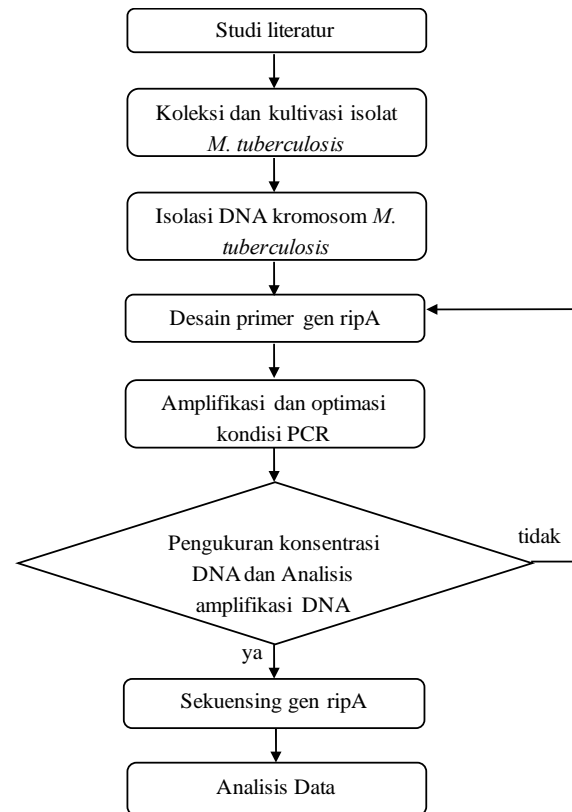 Studi literatur
Koleksi dan kultivasi isolat
M. tuberculosis
Isolasi DNA kromosom M.
tuberculosis
Desain primer gen ripA
Amplifikasi dan optimasi
kondisi PCR
Pengukuran konsentrasi
DNA dan Analisis
amplifikasi DNA
tidak
ya
Sekuensing gen ripA
Analisis Data